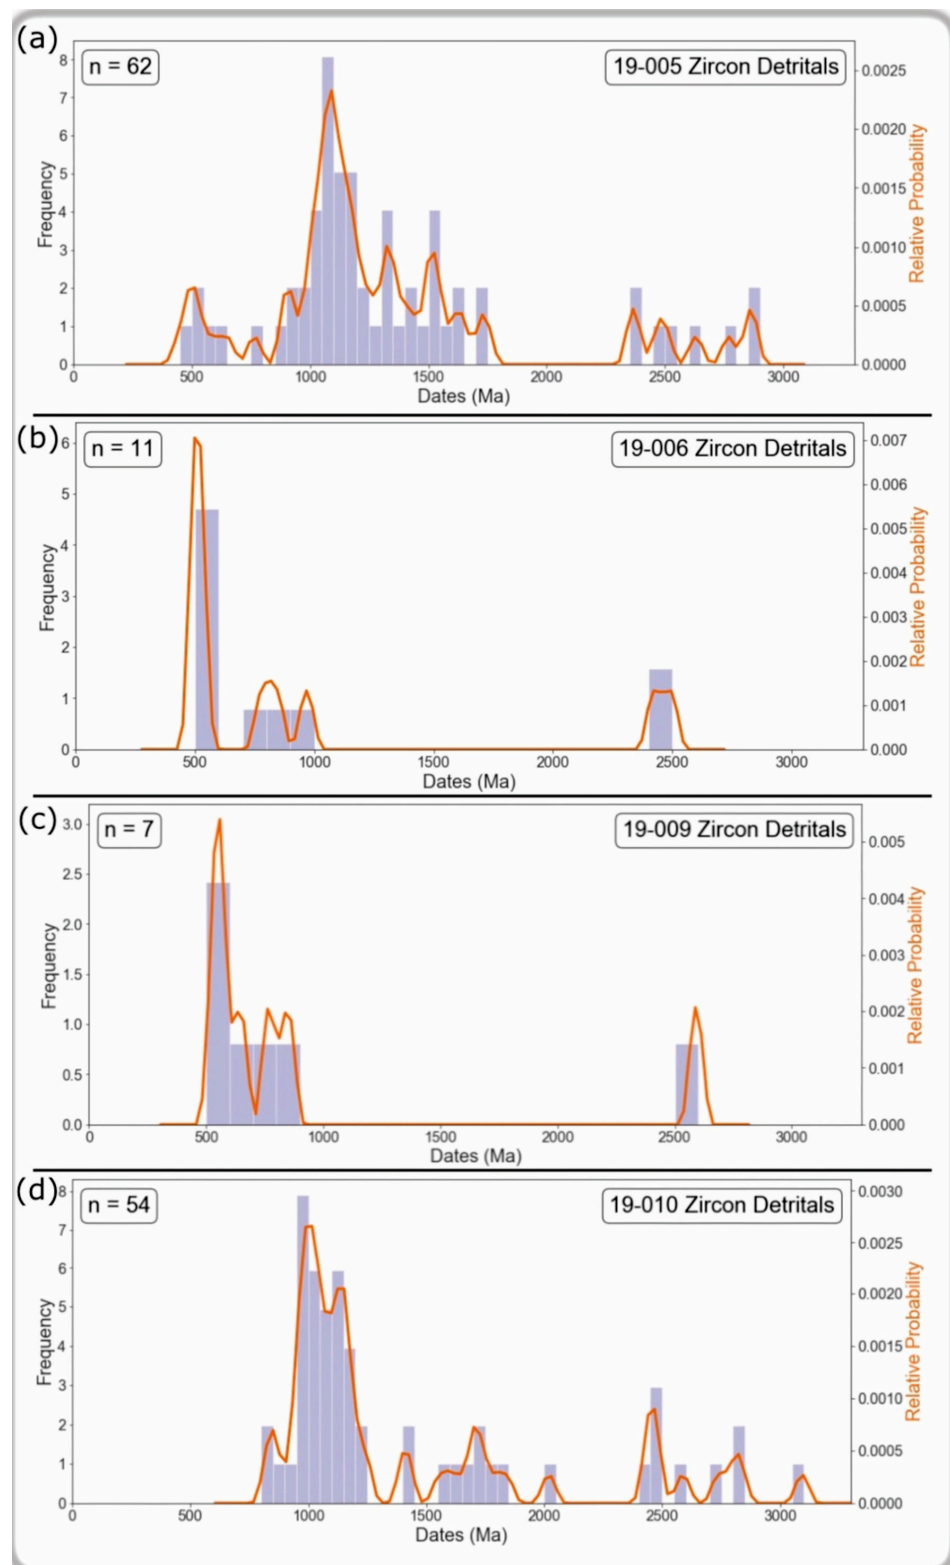 (a)
n = 62
19-005 Zircon Detritals
8
7
6
5
4
3
2
1
0
Frequency
0.0025
0.0020
0.0015
0.0010
0.0005
0.0000
Relative Probability
0 500 1000 1500 2000 2500 3000
Dates (Ma)
(b)
n = 11
19-006 Zircon Detritals
6
5
4
3
2
1
0
Frequency
0.007
0.006
0.005
0.004
0.003
0.002
0.001
0.000
Relative Probability
0 500 1000 1500 2000 2500 3000
Dates (Ma)
(c)
n = 7
19-009 Zircon Detritals
3.0
2.5
2.0
1.5
1.0
0.5
0.0
Frequency
0.005
0.004
0.003
0.002
0.001
0.000
Relative Probability
0 500 1000 1500 2000 2500 3000
Dates (Ma)
(d)
n = 54
19-010 Zircon Detritals
8
7
6
5
4
3
2
1
0
Frequency
0.0030
0.0025
0.0020
0.0015
0.0010
0.0005
0.0000
Relative Probability
0 500 1000 1500 2000 2500 3000
Dates (Ma)